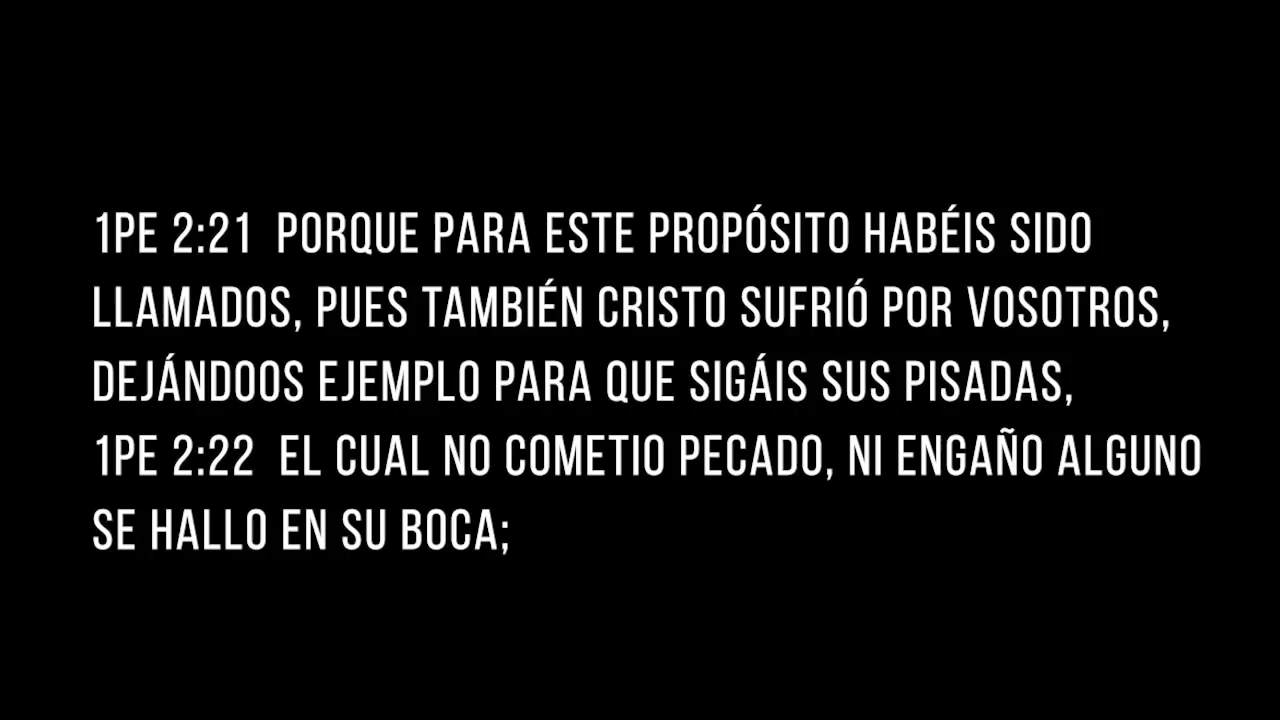 1PE 2:21  PORQUE PARA ESTE PROPÓSITO HABÉIS SIDO
LLAMADOS, PUES TAMBIÉN CRISTO SUFRIÓ POR VOSOTROS,
DEJÁNDOOS EJEMPLO PARA QUE SIGÁIS SUS PISADAS,
1PE 2:22  EL CUAL NO COMETIO PECADO, NI ENGAÑO ALGUNO
SE HALLO EN SU BOCA;